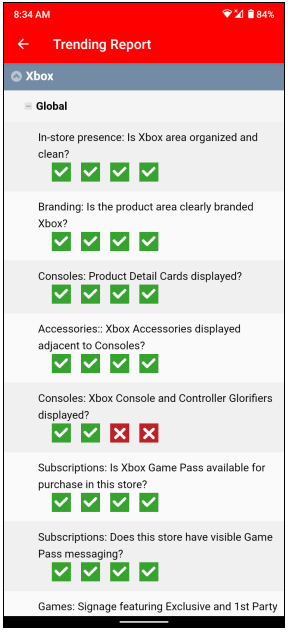 8:34 AM
84%
Trending Report
Xbox
Global
In-store presence: Is Xbox area organized and
clean?
Branding: Is the product area clearly branded
Xbox?
Consoles: Product Detail Cards displayed?
Accessories:: Xbox Accessories displayed
adjacent to Consoles?
Consoles: Xbox Console and Controller Glorifiers
displayed?
Subscriptions: Is Xbox Game Pass available for
purchase in this store?
Subscriptions: Does this store have visible Game
Pass messaging?
Games: Signage featuring Exclusive and 1st Party